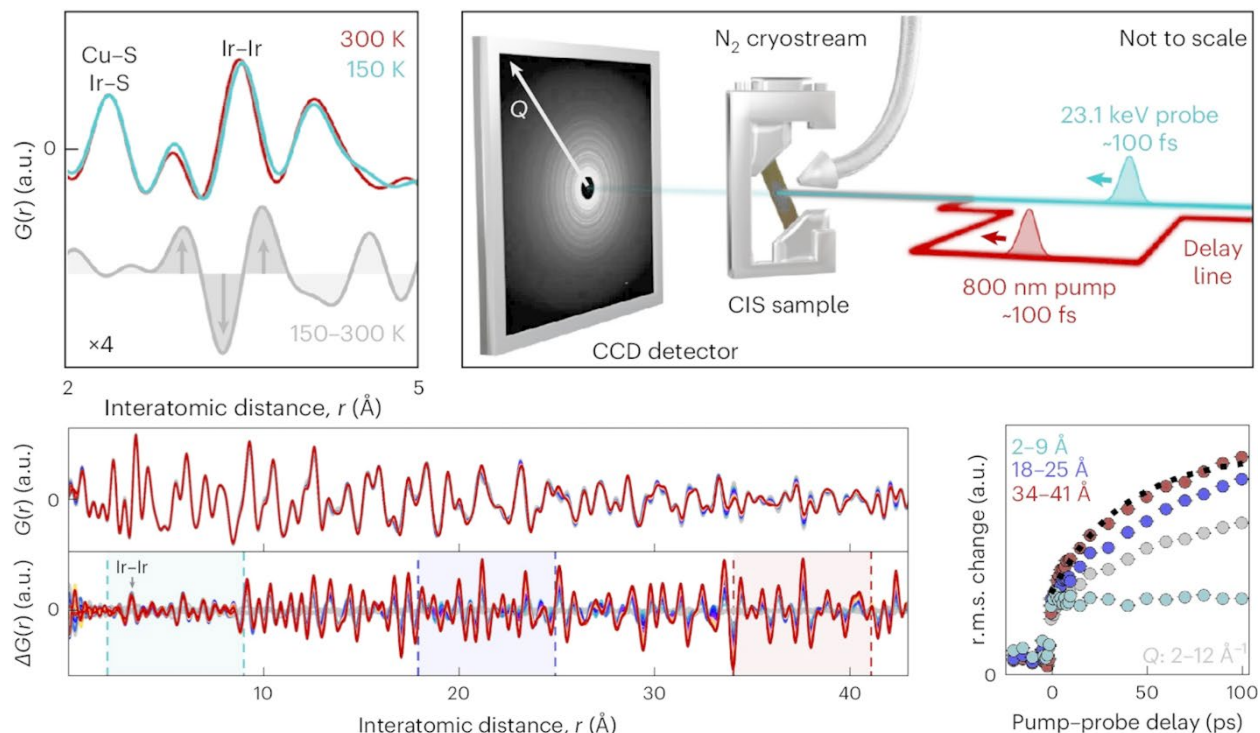 300 K
150 K
Cu–S
Ir–S
Ir–Ir
0
G(r) (a.u.)
150–300 K
×4
2
5
Interatomic distance, r (Å)
N₂ cryostream
Not to scale
Q
23.1 keV probe
~100 fs
Delay
line
800 nm pump
~100 fs
CIS sample
CCD detector
G(r) (a.u.)
0
ΔG(r) (a.u.)
0
Ir–Ir
10
20
30
40
Interatomic distance, r (Å)
2–9 Å
18–25 Å
34–41 Å
r.m.s. change (a.u.)
0
Q: 2–12 Å⁻¹
0
50
100
Pump–probe delay (ps)